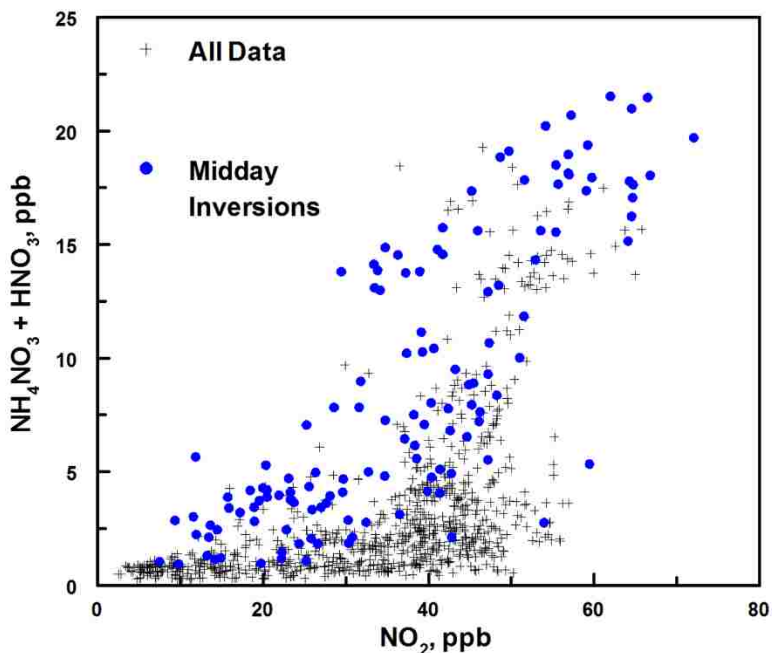 25
20
15
10
5
0
NH₄NO₃ + HNO₃, ppb
All Data
Midday
Inversions
0 20 40 60 80
NO₂, ppb